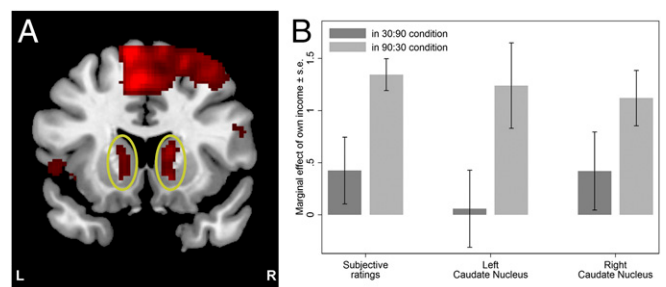 A
L
R
B
in 30:90 condition
in 90:30 condition
Marginal effect of own income ± s.e.
1.5
1
.5
0
Subjective
ratings
Left
Caudate Nucleus
Right
Caudate Nucleus